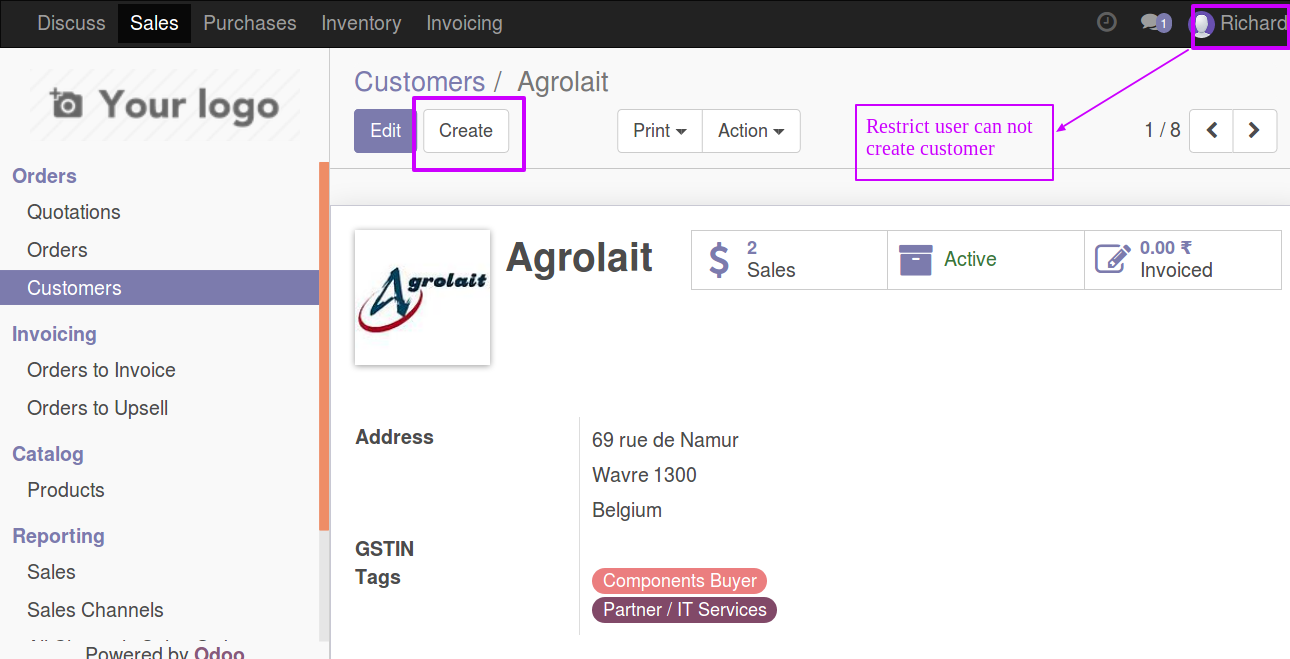 Discuss Sales Purchases Inventory Invoicing 1 Richard
Your logo
Customers / Agrolait
Edit Create Print Action 1 / 8
Restrict user can not
create customer
Orders
Quotations
Orders
Customers
Invoicing
Orders to Invoice
Orders to Upsell
Catalog
Products
Reporting
Sales
Sales Channels
Powered by Odoo
Agrolait
Agrolait
2
Sales
Active
0.00 ₹
Invoiced
Address
69 rue de Namur
Wavre 1300
Belgium
GSTIN
Tags
Components Buyer
Partner / IT Services